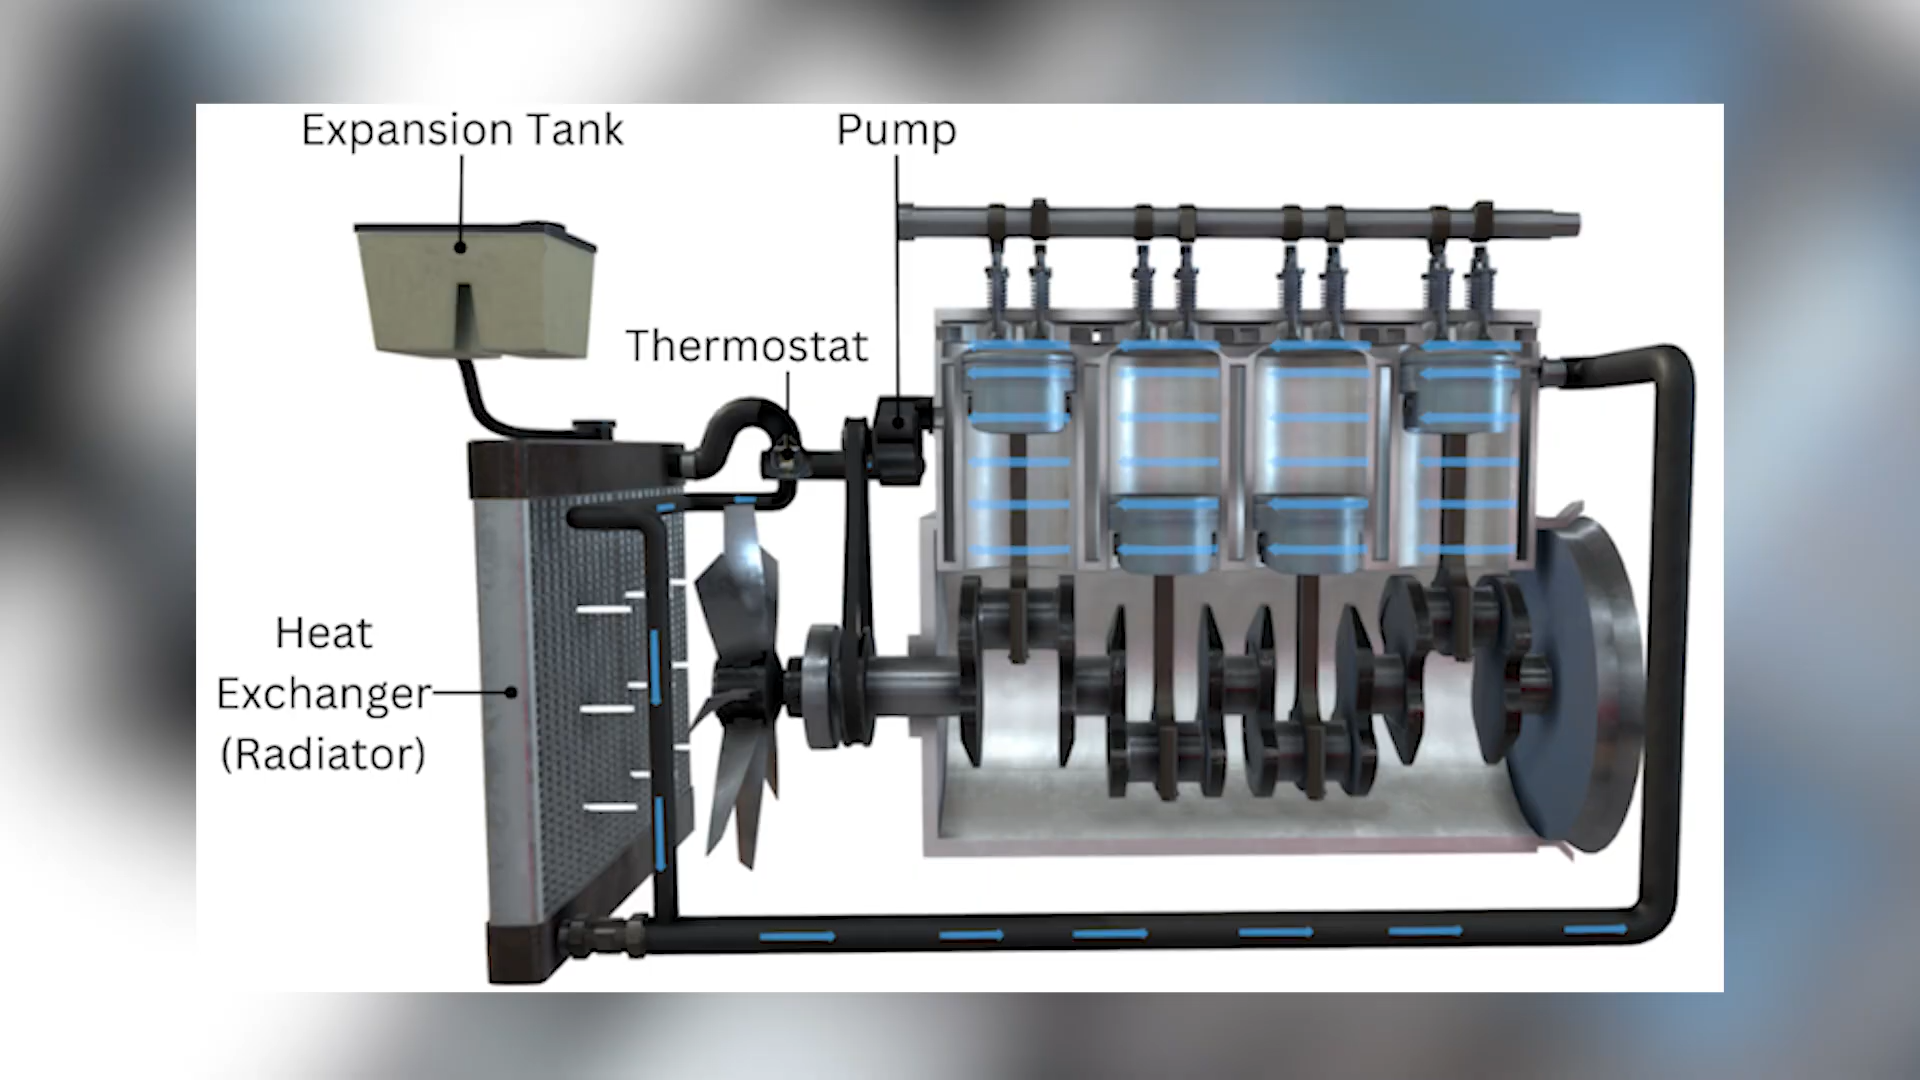 Expansion Tank
Pump
Thermostat
Heat
Exchanger
(Radiator)